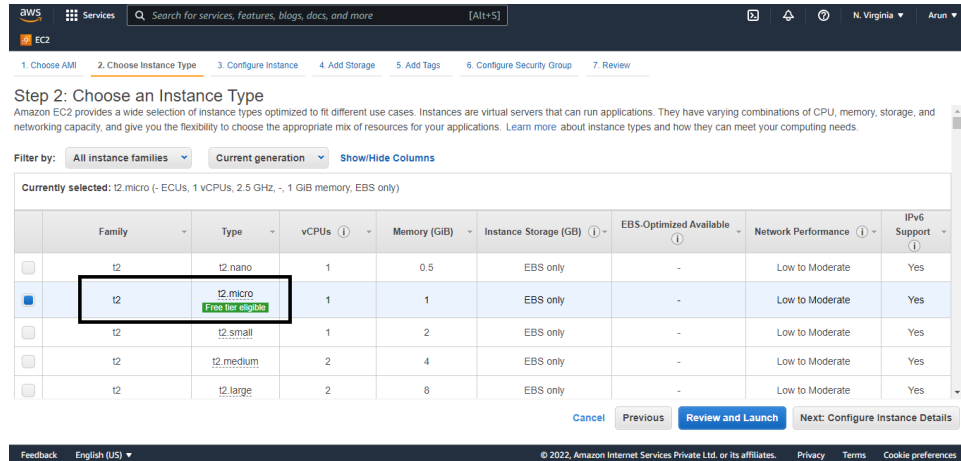 aws Services Search for services, features, blogs, docs, and more [Alt+S] N. Virginia Arun
EC2
1. Choose AMI 2. Choose Instance Type 3. Configure Instance 4. Add Storage 5. Add Tags 6. Configure Security Group 7. Review
Step 2: Choose an Instance Type
Amazon EC2 provides a wide selection of instance types optimized to fit different use cases. Instances are virtual servers that can run applications. They have varying combinations of CPU, memory, storage, and
networking capacity, and give you the flexibility to choose the appropriate mix of resources for your applications. Learn more about instance types and how they can meet your computing needs.
Filter by: All instance families Current generation Show/Hide Columns
Currently selected: t2.micro (- ECUs, 1 vCPUs, 2.5 GHz, -, 1 GiB memory, EBS only)
Family Type vCPUs Memory (GiB) Instance Storage (GB) EBS-Optimized Available Network Performance IPv6 Support
t2 t2.nano 1 0.5 EBS only - Low to Moderate Yes
t2 t2.micro 1 1 EBS only - Low to Moderate Yes
Free tier eligible
t2 t2.small 1 2 EBS only - Low to Moderate Yes
t2 t2.medium 2 4 EBS only - Low to Moderate Yes
t2 t2.large 2 8 EBS only - Low to Moderate Yes
Cancel Previous Review and Launch Next: Configure Instance Details
Feedback English (US) © 2022, Amazon Internet Services Private Ltd. or its affiliates. Privacy Terms Cookie preferences